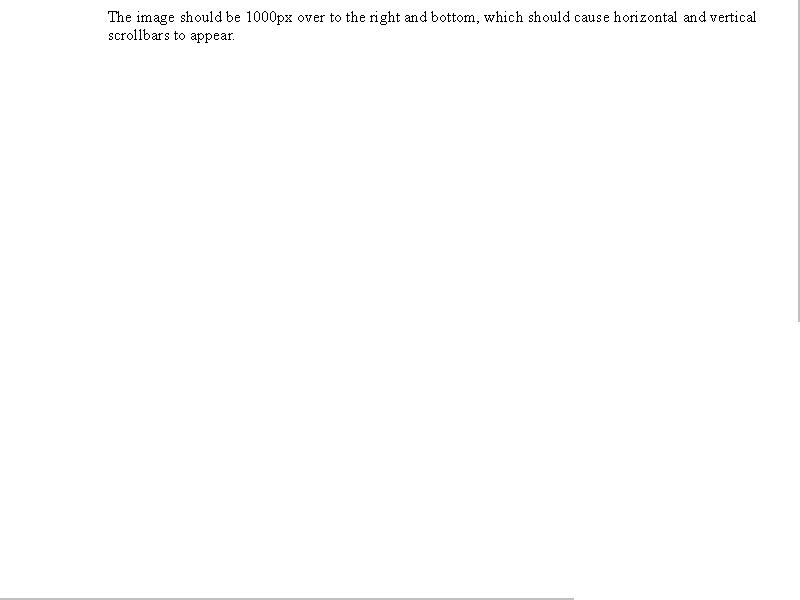 The image should be 1000px over to the right and bottom, which should cause horizontal and vertical
scrollbars to appear.